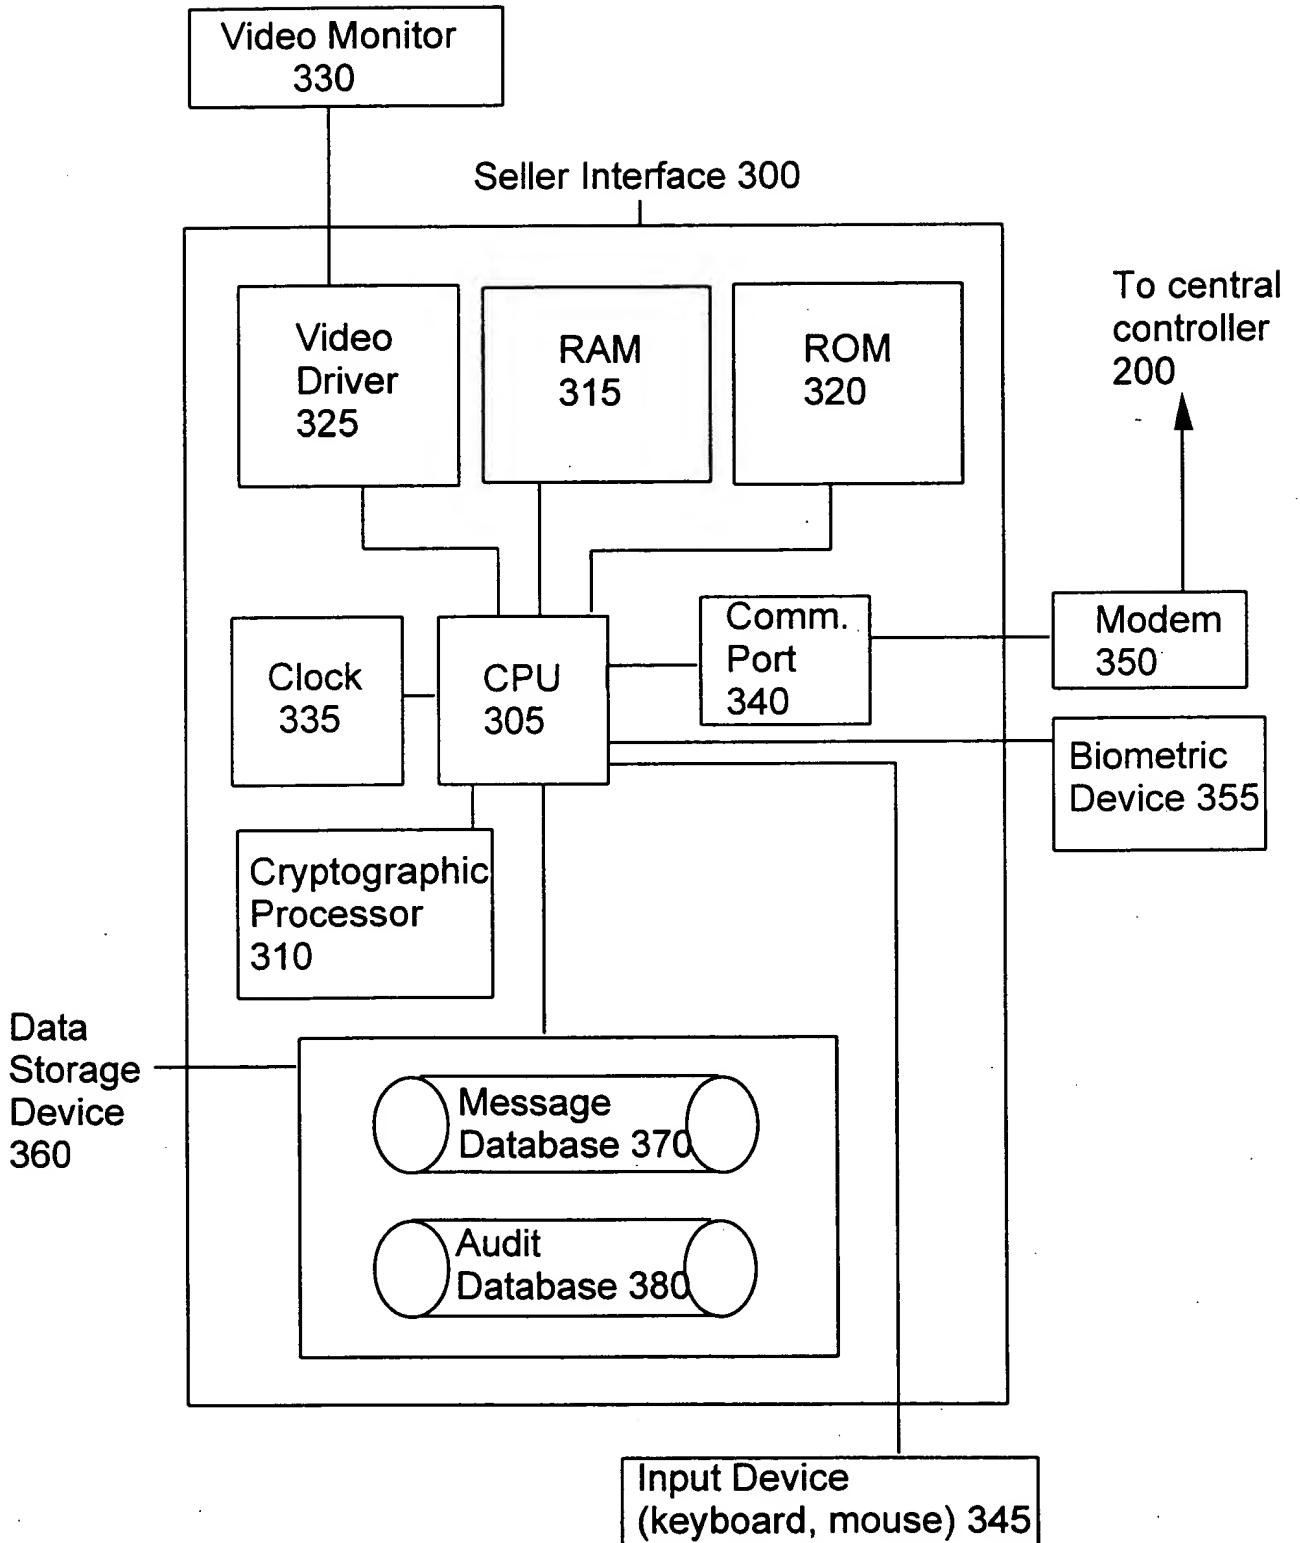 Video Monitor
330
Seller Interface 300
To central
controller
200
Video
Driver
325
RAM
315
ROM
320
Clock
335
CPU
305
Comm.
Port
340
Modem
350
Biometric
Device 355
Cryptographic
Processor
310
Data
Storage
Device
360
Message
Database 370
Audit
Database 380
Input Device
(keyboard, mouse) 345